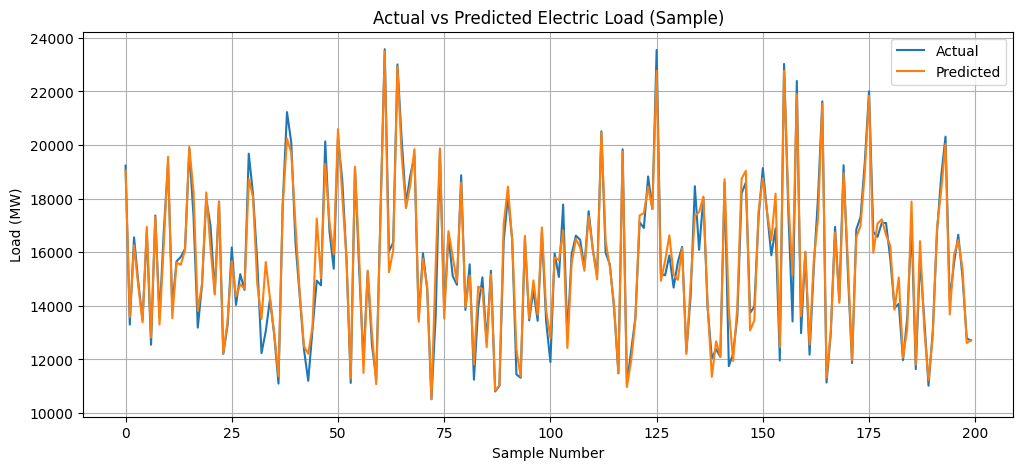 Actual vs Predicted Electric Load (Sample)
Actual
Predicted
Load (MW)
24000
22000
20000
18000
16000
14000
12000
10000
0 25 50 75 100 125 150 175 200
Sample Number